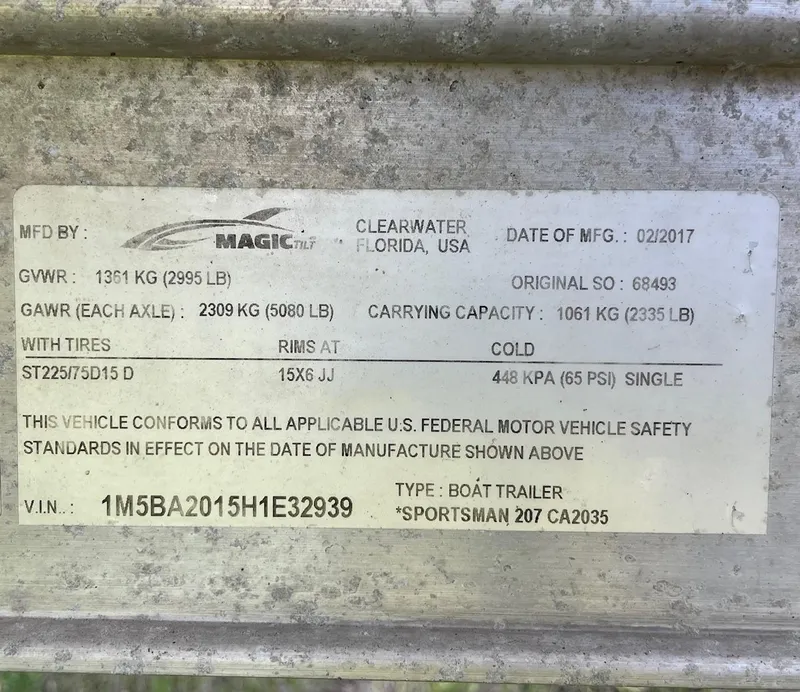 MFD BY : MAGIC TILT CLEARWATER FLORIDA, USA DATE OF MFG. : 02/2017
GVWR : 1361 KG (2995 LB) ORIGINAL SO : 68493
GAWR (EACH AXLE) : 2309 KG (5080 LB) CARRYING CAPACITY : 1061 KG (2335 LB)
WITH TIRES RIMS AT COLD
ST225/75D15 D 15X6 JJ 448 KPA (65 PSI) SINGLE
THIS VEHICLE CONFORMS TO ALL APPLICABLE U.S. FEDERAL MOTOR VEHICLE SAFETY
STANDARDS IN EFFECT ON THE DATE OF MANUFACTURE SHOWN ABOVE
V.I.N.. : 1M5BA2015H1E32939 TYPE : BOAT TRAILER
*SPORTSMAN 207 CA2035